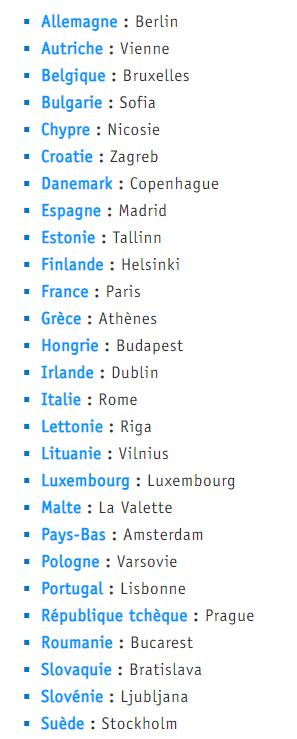 ▪ Allemagne : Berlin
▪ Autriche : Vienne
▪ Belgique : Bruxelles
▪ Bulgarie : Sofia
▪ Chypre : Nicosie
▪ Croatie : Zagreb
▪ Danemark : Copenhague
▪ Espagne : Madrid
▪ Estonie : Tallinn
▪ Finlande : Helsinki
▪ France : Paris
▪ Grèce : Athènes
▪ Hongrie : Budapest
▪ Irlande : Dublin
▪ Italie : Rome
▪ Lettonie : Riga
▪ Lituanie : Vilnius
▪ Luxembourg : Luxembourg
▪ Malte : La Valette
▪ Pays-Bas : Amsterdam
▪ Pologne : Varsovie
▪ Portugal : Lisbonne
▪ République tchèque : Prague
▪ Roumanie : Bucarest
▪ Slovaquie : Bratislava
▪ Slovénie : Ljubljana
▪ Suède : Stockholm